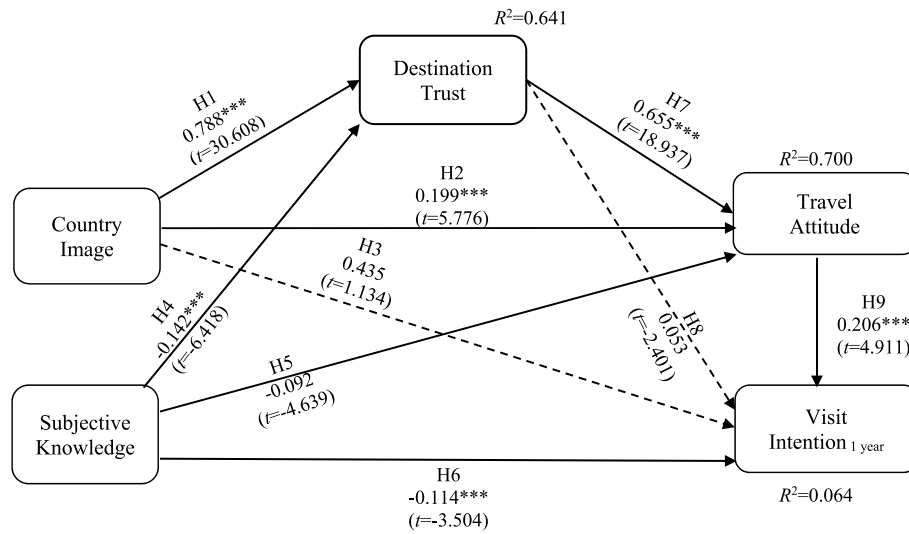 R²=0.641
Destination
Trust
H1
0.788***
(t=30.608)
H7
0.655***
(t=18.937)
R²=0.700
H2
0.199***
(t=5.776)
Travel
Attitude
Country
Image
H3
0.435
(t=1.134)
H4
-0.142***
(t=-6.418)
H8
0.053
(t=-2.401)
H9
0.206***
(t=4.911)
H5
-0.092
(t=-4.639)
Subjective
Knowledge
Visit
Intention 1 year
H6
-0.114***
(t=-3.504)
R²=0.064